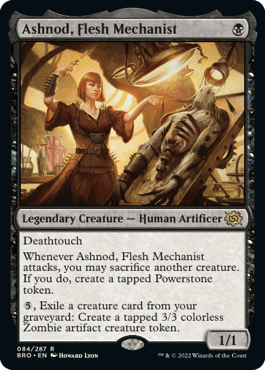 Ashnod, Flesh Mechanist
Legendary Creature — Human Artificer
Deathtouch
Whenever Ashnod, Flesh Mechanist
attacks, you may sacrifice another creature.
If you do, create a tapped Powerstone
token.
5, Exile a creature card from your
graveyard: Create a tapped 3/3 colorless
Zombie artifact creature token.
1/1
084/287 R
BRO • EN Howard Lyon
™ & © 2022 Wizards of the Coast